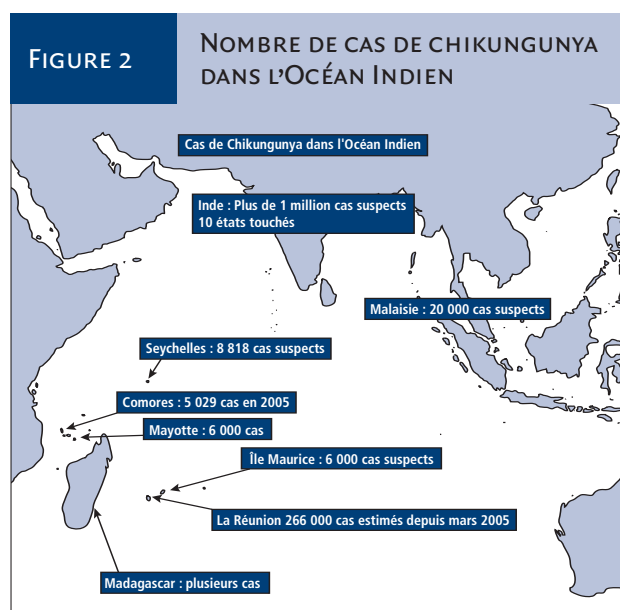 FIGURE 2
NOMBRE DE CAS DE CHIKUNGUNYA
DANS L'OCÉAN INDIEN
Cas de Chikungunya dans l'Océan Indien
Inde : Plus de 1 million cas suspects
10 états touchés
Malaisie : 20 000 cas suspects
Seychelles : 8 818 cas suspects
Comores : 5 029 cas en 2005
Mayotte : 6 000 cas
Île Maurice : 6 000 cas suspects
La Réunion 266 000 cas estimés depuis mars 2005
Madagascar : plusieurs cas